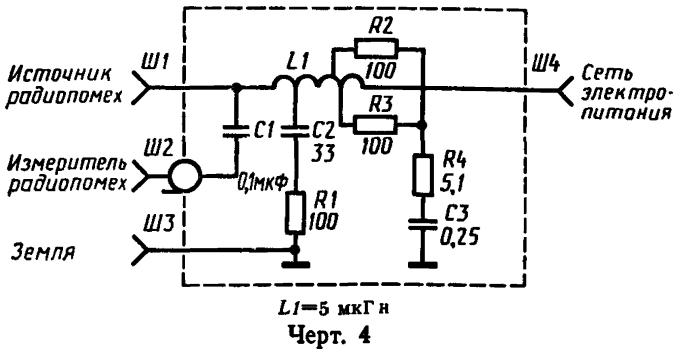 R2
100
Ш1
L1
Ш4
Источник
радиопомех
Сеть
электро-
питания
R3
100
C1
C2
33
Ш2
Измеритель
радиопомех
0,1мкФ
R4
5,1
R1
100
C3
0,25
Ш3
Земля
L1=5 мкГн
Черт. 4